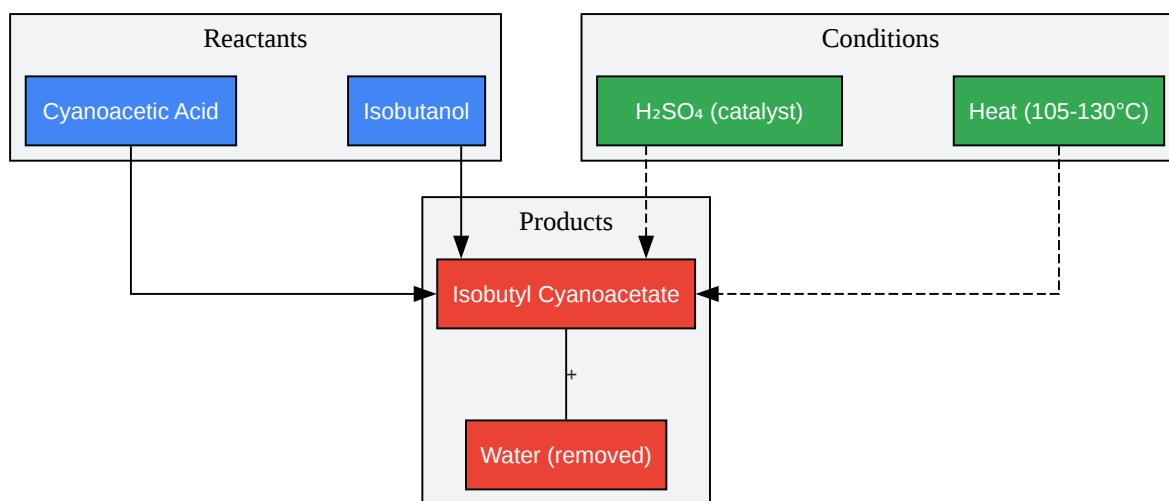 Reactants
Conditions
Cyanoacetic Acid
Isobutanol
H₂SO₄ (catalyst)
Heat (105-130°C)
Products
Isobutyl Cyanoacetate
+
Water (removed)